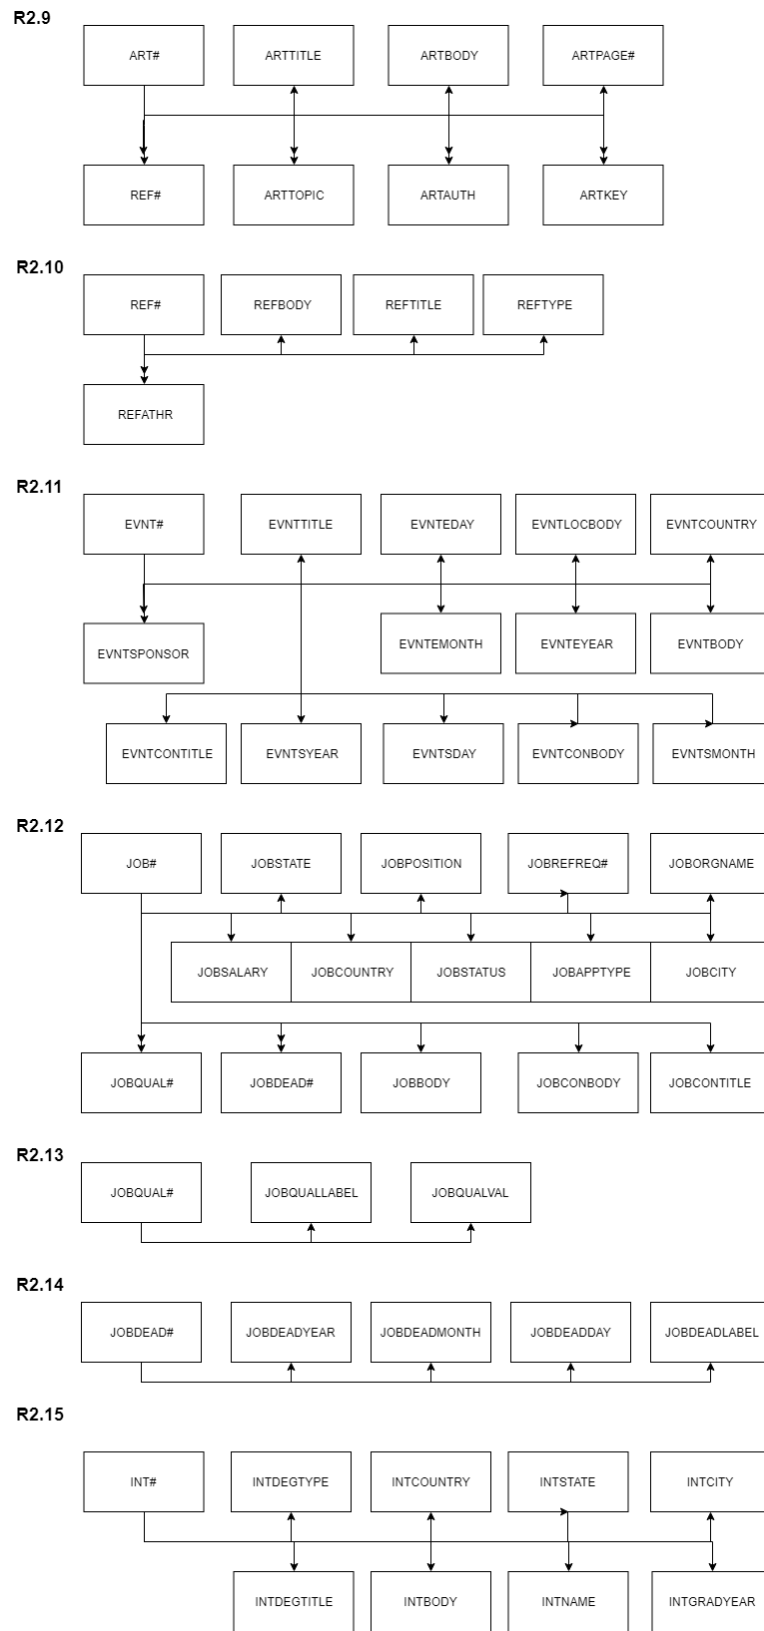 R2.9
ART# ARTTITLE ARTBODY ARTPAGE#
REF# ARTTOPIC ARTAUTH ARTKEY
R2.10
REF# REFBODY REFTITLE REFTYPE
REFATHR
R2.11
EVNT# EVNTTITLE EVNTEDAY EVNTLOCBODY EVNTCOUNTRY
EVNTSPONSOR EVNTEMONTH EVNTEYEAR EVNTBODY
EVNTCONTITLE EVNTSYEAR EVNTSDAY EVNTCONBODY EVNTSMONTH
R2.12
JOB# JOBSTATE JOBPOSITION JOBREFREQ# JOBORGNAME
JOBSALARY JOBCOUNTRY JOBSTATUS JOBAPPTYPE JOBCITY
JOBQUAL# JOBDEAD# JOBBODY JOBCONBODY JOBCONTITLE
R2.13
JOBQUAL# JOBQUALLABEL JOBQUALVAL
R2.14
JOBDEAD# JOBDEADYEAR JOBDEADMONTH JOBDEADDAY JOBDEADLABEL
R2.15
INT# INTDEGTYPE INTCOUNTRY INTSTATE INTCITY
INTDEGTITLE INTBODY INTNAME INTGRADYEAR